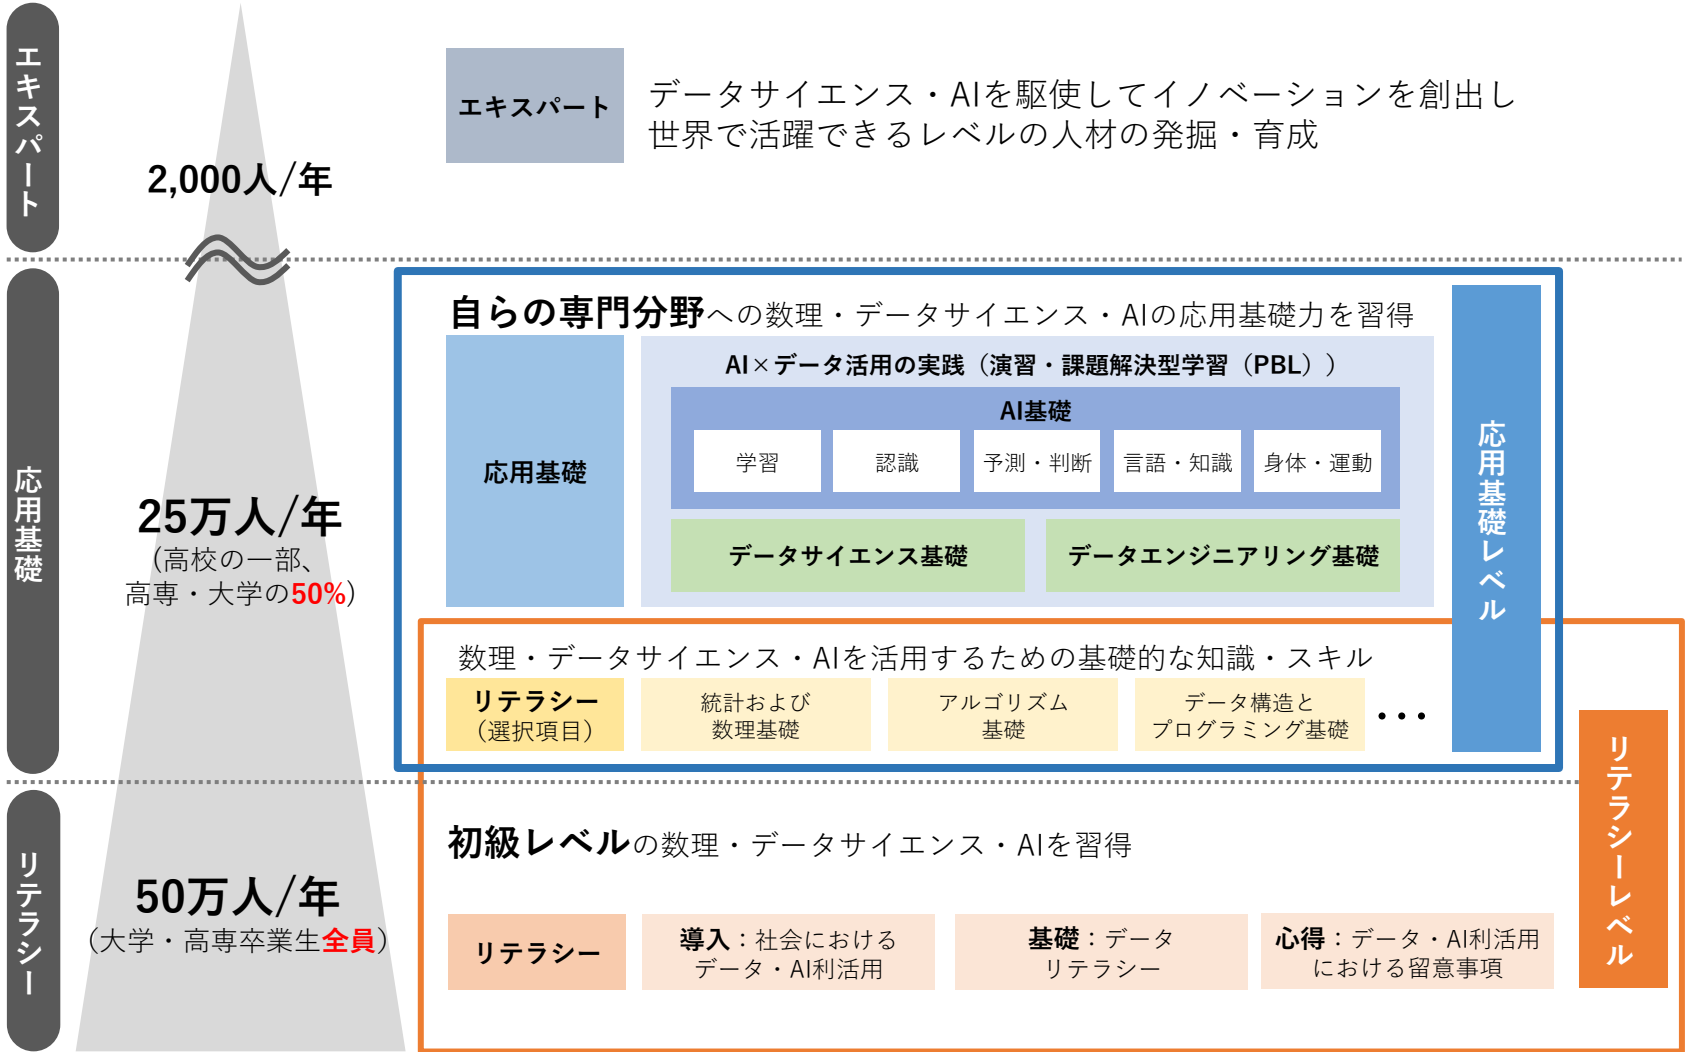 エキスパート
2,000人/年
エキスパート
データサイエンス・AIを駆使してイノベーションを創出し
世界で活躍できるレベルの人材の発掘・育成
応用基礎
25万人/年
(高校の一部、
高専・大学の50%)
自らの専門分野への数理・データサイエンス・AIの応用基礎力を習得
応用基礎
AI×データ活用の実践（演習・課題解決型学習（PBL））
AI基礎
学習
認識
予測・判断
言語・知識
身体・運動
データサイエンス基礎
データエンジニアリング基礎
応用基礎レベル
数理・データサイエンス・AIを活用するための基礎的な知識・スキル
リテラシー
（選択項目）
統計および
数理基礎
アルゴリズム
基礎
データ構造と
プログラミング基礎
・・・
リテラシー
50万人/年
(大学・高専卒業生全員)
初級レベルの数理・データサイエンス・AIを習得
リテラシー
導入：社会における
データ・AI利活用
基礎：データ
リテラシー
心得：データ・AI利活用
における留意事項
リテラシーレベル